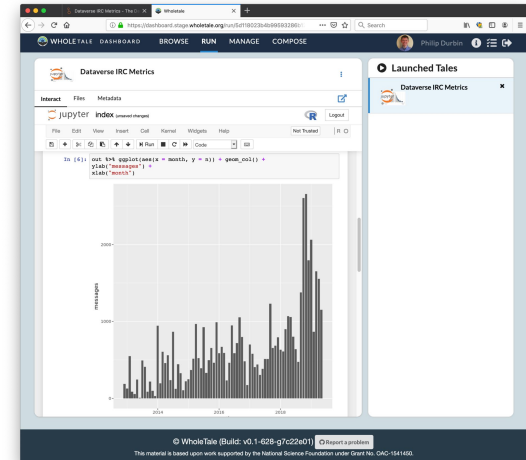 Dataverse IRC Metrics - The Da
Wholetale
https://dashboard.stage.wholetale.org/run/5d118023b4b99693286b
Search
WHOLETALE DASHBOARD BROWSE RUN MANAGE COMPOSE
Philip Durbin
Dataverse IRC Metrics
Interact Files Metadata
jupyter index (unsaved changes)
R
Logout
File Edit View Insert Cell Kernel Widgets Help
Not Trusted
R
Run
Code
In [6]: out %>% ggplot(aes(x = month, y = n)) + geom_col() +
ylab("messages") +
xlab("month")
messages
2000
1000
0
2014 2016 2018
Launched Tales
Dataverse IRC Metrics
© WholeTale (Build: v0.1-628-g7c22e01) Report a problem
This material is based upon work supported by the National Science Foundation under Grant No. OAC-1541450.